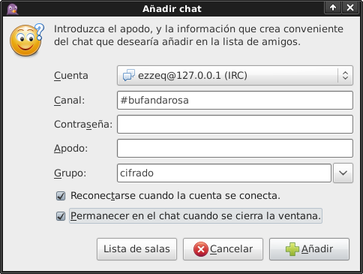 Añadir chat
Introduzca el apodo, y la información que crea conveniente
del chat que desearía añadir en la lista de amigos.
Cuenta
ezzeq@127.0.0.1 (IRC)
Canal:
#bufandarosa
Contraseña:
Apodo:
Grupo:
cifrado
Reconectarse cuando la cuenta se conecta.
Permanecer en el chat cuando se cierra la ventana.
Lista de salas
Cancelar
Añadir